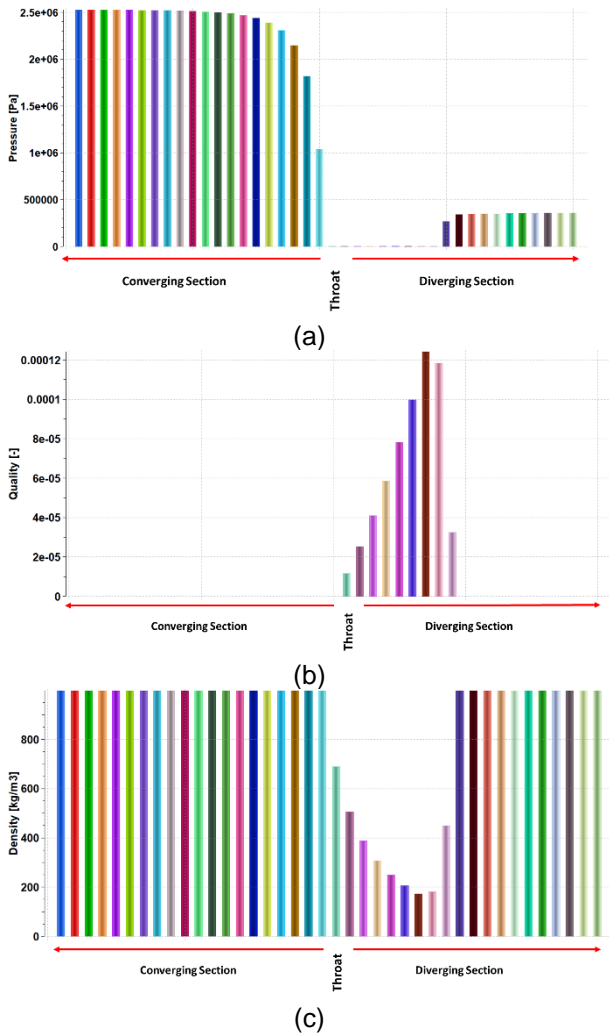 2.5e+06
2e+06
1.5e+06
1e+06
500000
0
Pressure [Pa]
Converging Section
Throat
Diverging Section
(a)
0.00012
0.0001
8e-05
6e-05
4e-05
2e-05
0
Quality [-]
Converging Section
Throat
Diverging Section
(b)
800
600
400
200
0
Density [kg/m3]
Converging Section
Throat
Diverging Section
(c)